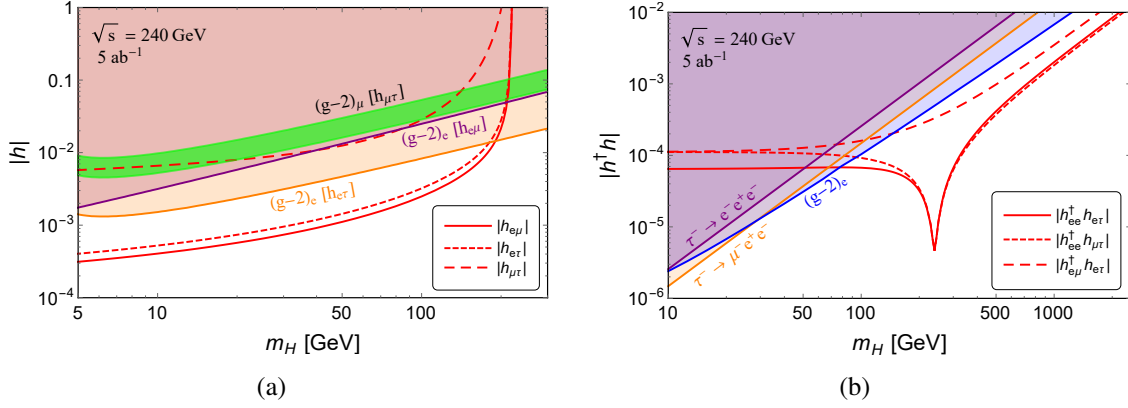 √s = 240 GeV
5 ab⁻¹
(g-2)μ [hμτ]
(g-2)e [heμ]
(g-2)e [heτ]
|heμ|
|heτ|
|hμτ|
1
0.1
10⁻²
10⁻³
10⁻⁴
|h|
5 10 50 100
mH [GeV]
(a)
√s = 240 GeV
5 ab⁻¹
τ⁻ → e⁻e⁺e⁻
τ⁻ → μ⁻e⁺e⁻
(g-2)e
|h†ee heτ|
|h†ee hμτ|
|h†eμ heτ|
10⁻²
10⁻³
10⁻⁴
10⁻⁵
10⁻⁶
|h†h|
10 50 100 500 1000
mH [GeV]
(b)